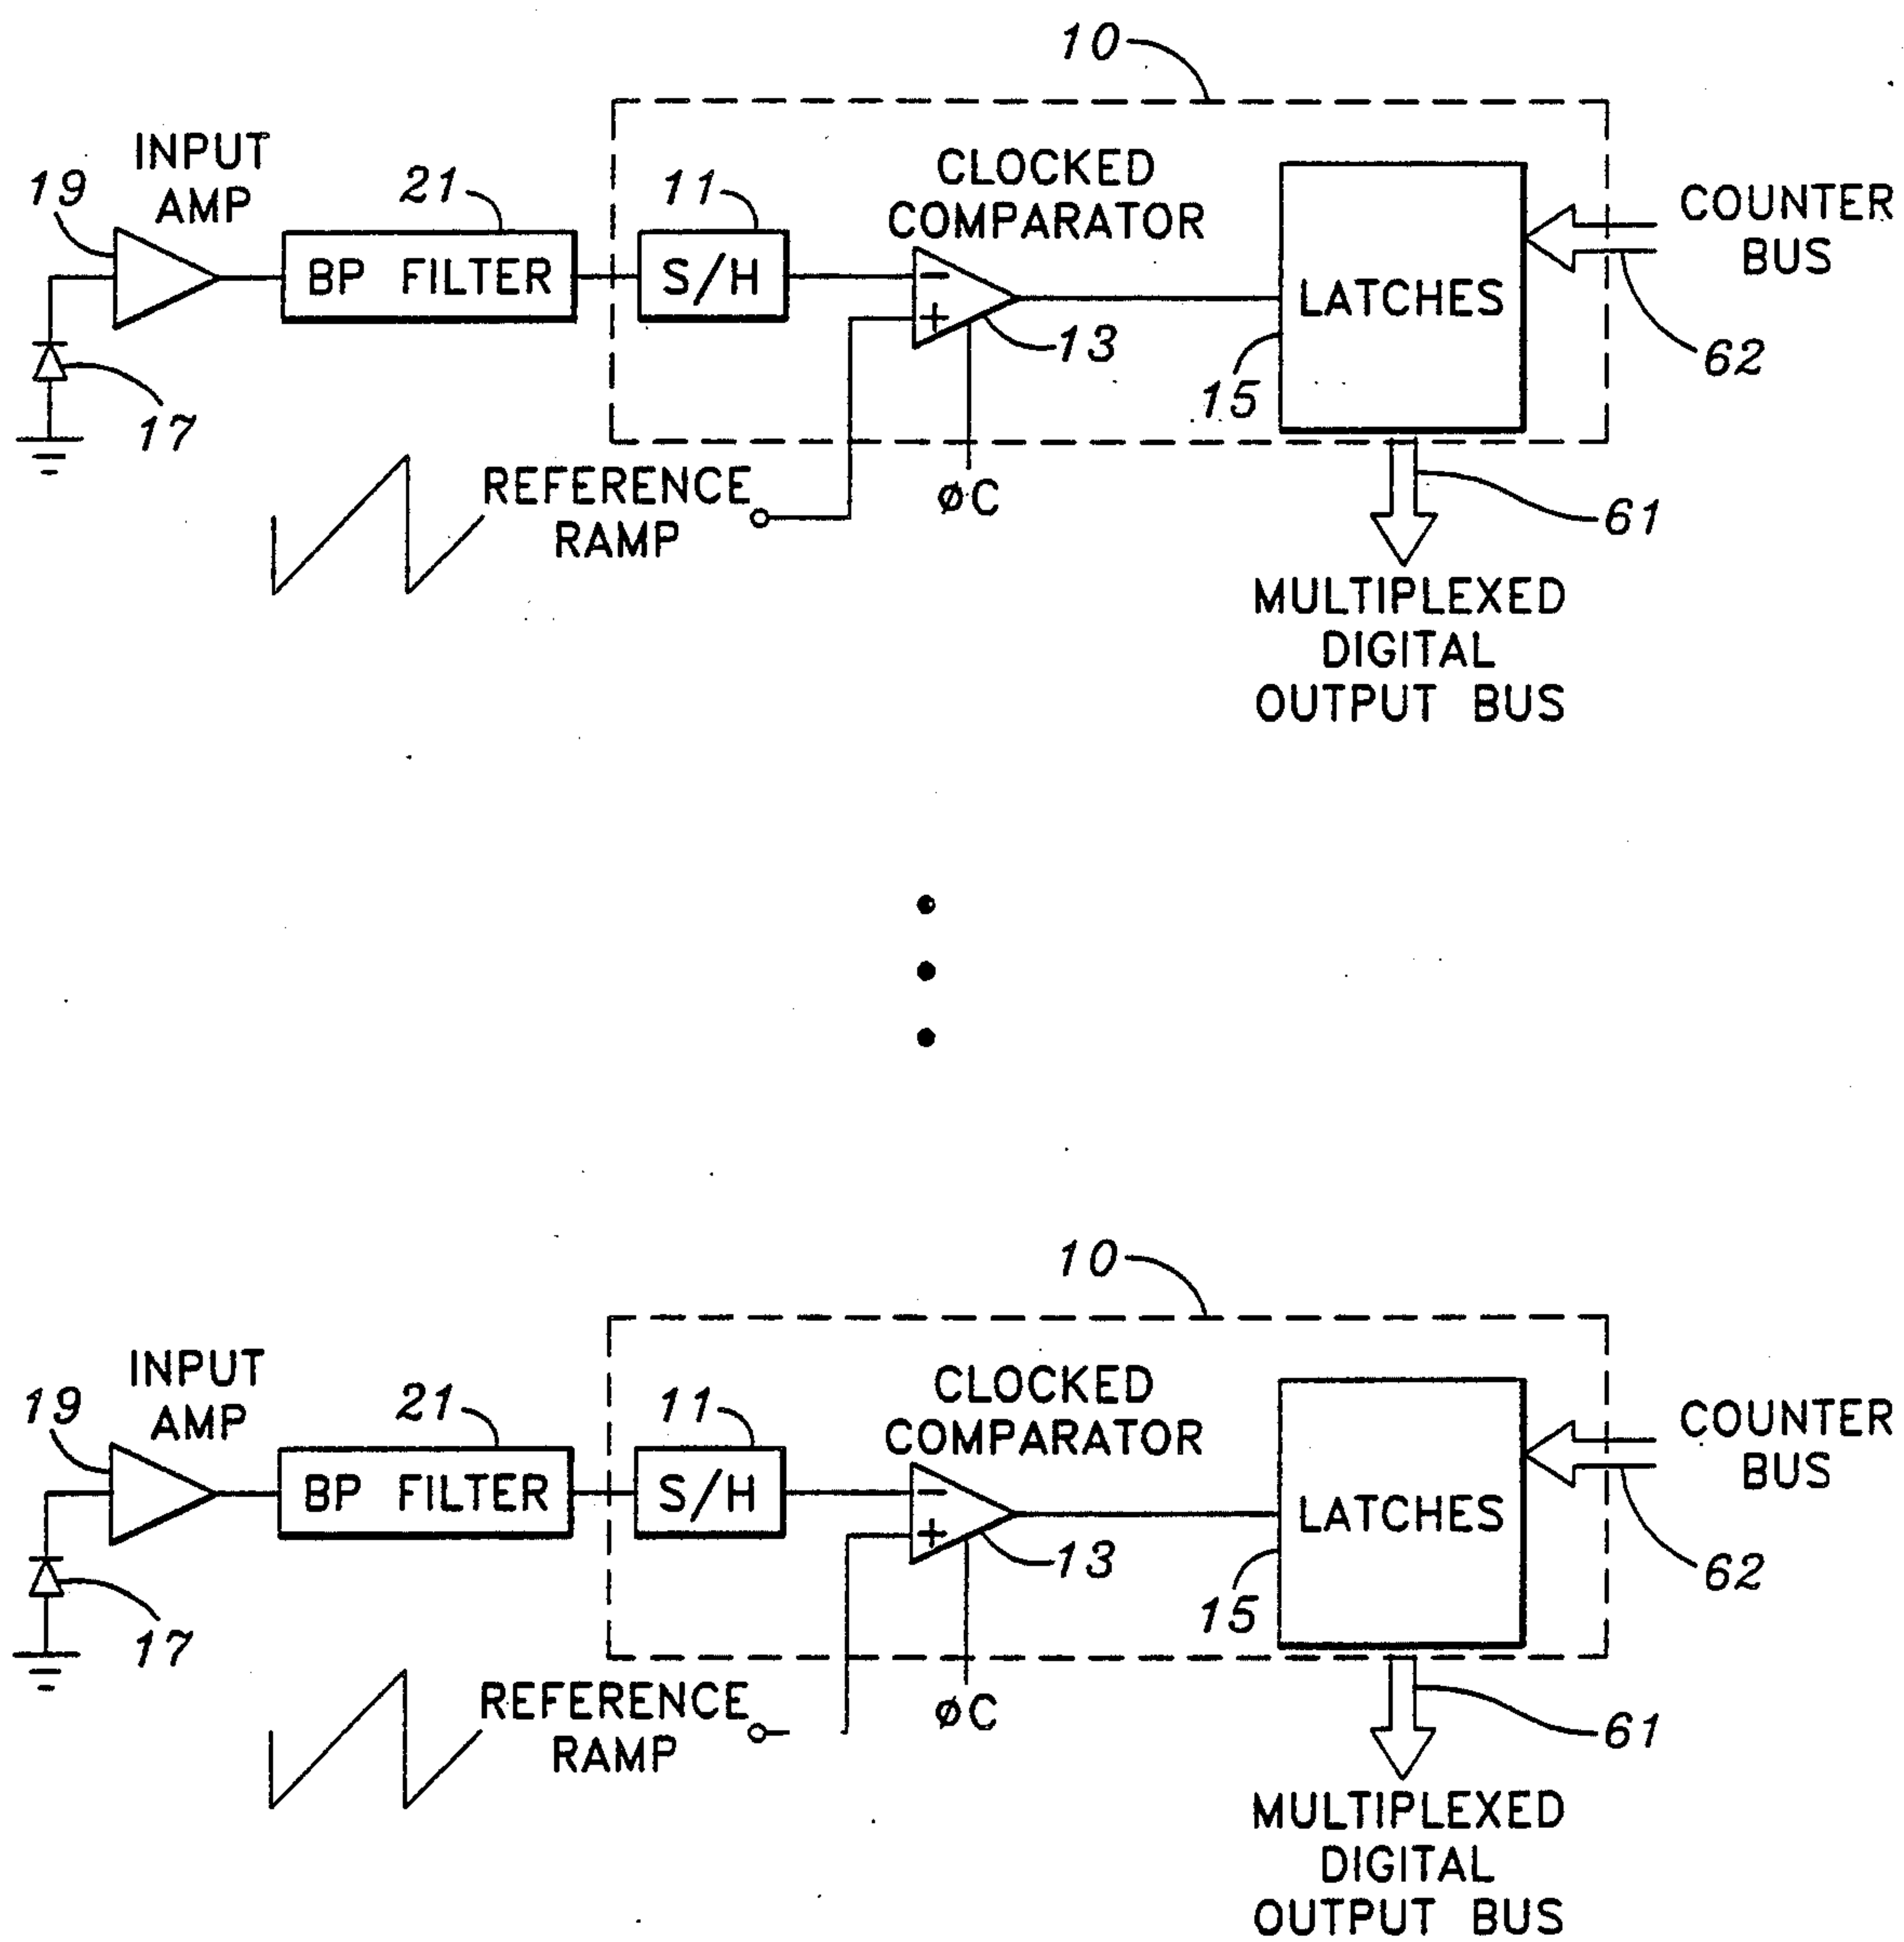 10
INPUT
AMP
19
21
11
CLOCKED
COMPARATOR
COUNTER
BUS
BP FILTER
S/H
−
+
LATCHES
13
15
62
17
REFERENCE
RAMP
øC
61
MULTIPLEXED
DIGITAL
OUTPUT BUS
10
INPUT
AMP
19
21
11
CLOCKED
COMPARATOR
COUNTER
BUS
BP FILTER
S/H
−
+
LATCHES
13
15
62
17
REFERENCE
RAMP
øC
61
MULTIPLEXED
DIGITAL
OUTPUT BUS